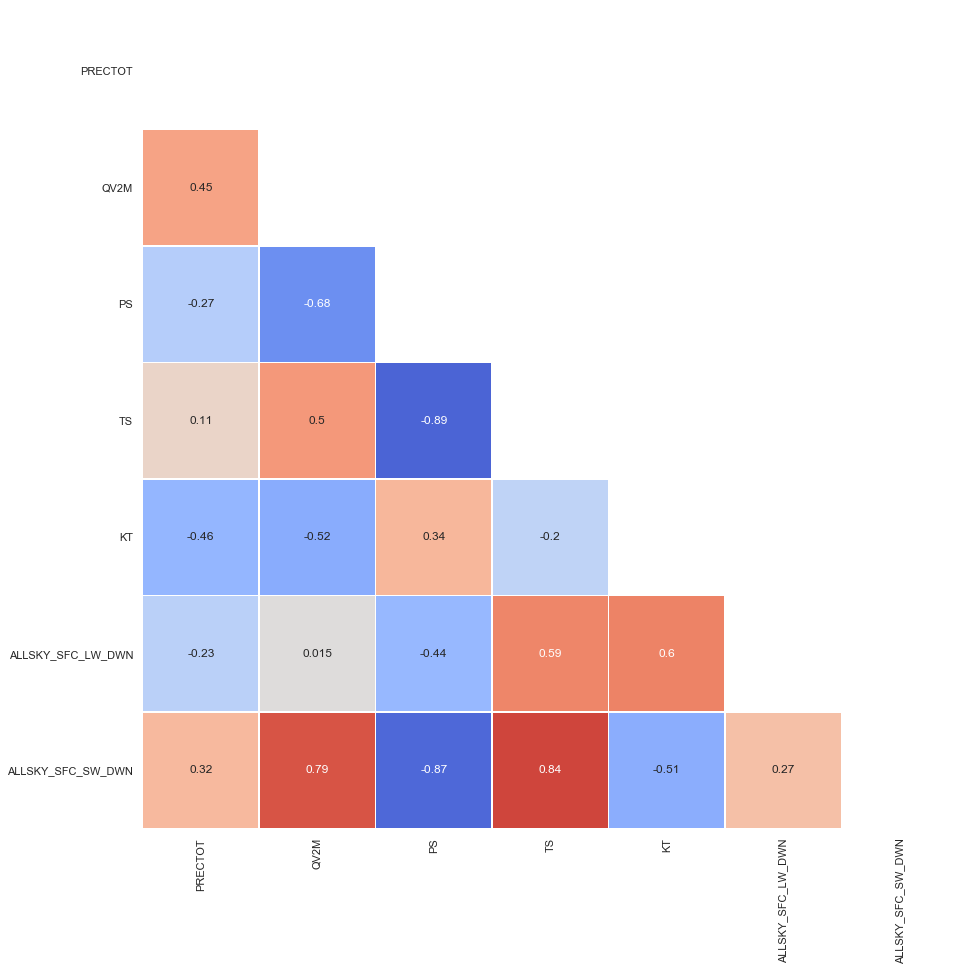 PRECTOT
QV2M 0.45
PS -0.27 -0.68
TS 0.11 0.5 -0.89
KT -0.46 -0.52 0.34 -0.2
ALLSKY_SFC_LW_DWN -0.23 0.015 -0.44 0.59 0.6
ALLSKY_SFC_SW_DWN 0.32 0.79 -0.87 0.84 -0.51 0.27
PRECTOT
QV2M
PS
TS
KT
ALLSKY_SFC_LW_DWN
ALLSKY_SFC_SW_DWN